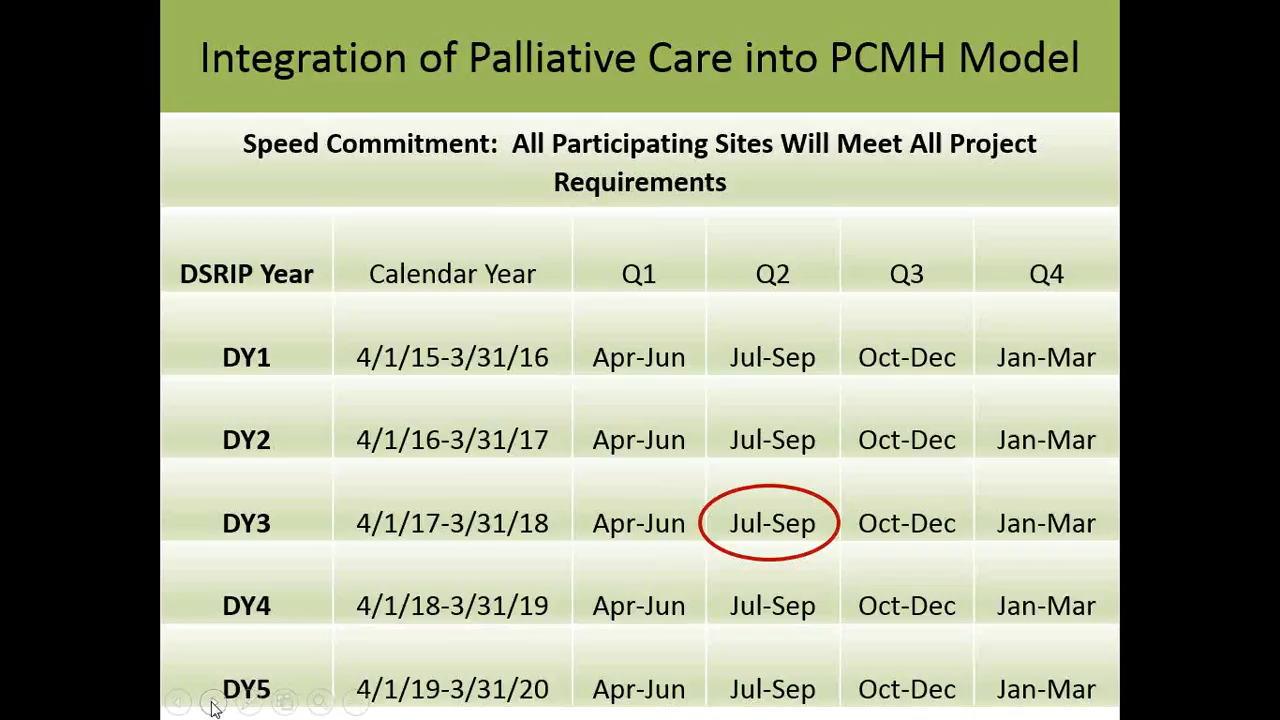 Integration of Palliative Care into PCMH Model
Speed Commitment:  All Participating Sites Will Meet All Project
Requirements
DSRIP Year Calendar Year Q1 Q2 Q3 Q4
DY1 4/1/15-3/31/16 Apr-Jun Jul-Sep Oct-Dec Jan-Mar
DY2 4/1/16-3/31/17 Apr-Jun Jul-Sep Oct-Dec Jan-Mar
DY3 4/1/17-3/31/18 Apr-Jun Jul-Sep Oct-Dec Jan-Mar
DY4 4/1/18-3/31/19 Apr-Jun Jul-Sep Oct-Dec Jan-Mar
DY5 4/1/19-3/31/20 Apr-Jun Jul-Sep Oct-Dec Jan-Mar